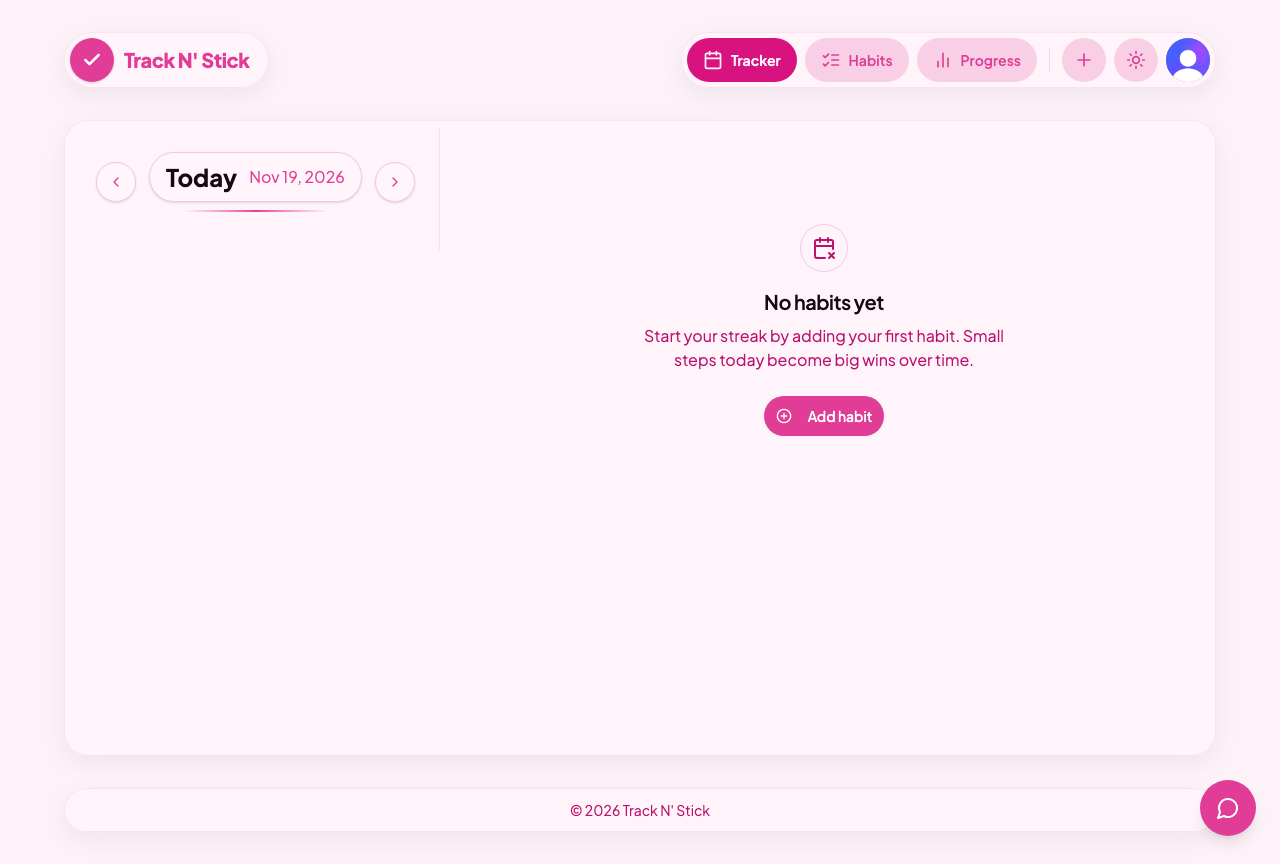 Track N' Stick
Tracker
Habits
Progress
Today Nov 19, 2026
No habits yet
Start your streak by adding your first habit. Small
steps today become big wins over time.
Add habit
© 2026 Track N' Stick